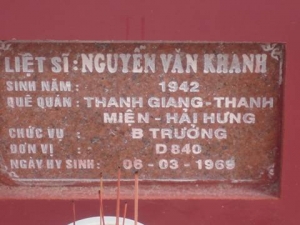 LIỆT SĨ: NGUYỄN VĂN KHANH
SINH NĂM: 1942
QUÊ QUÁN: THANH GIANG-THANH
MIỆN-HẢI HƯNG
CHỨC VỤ: B TRƯỞNG
ĐƠN VỊ: D840
NGÀY HY SINH: 06-03-1969